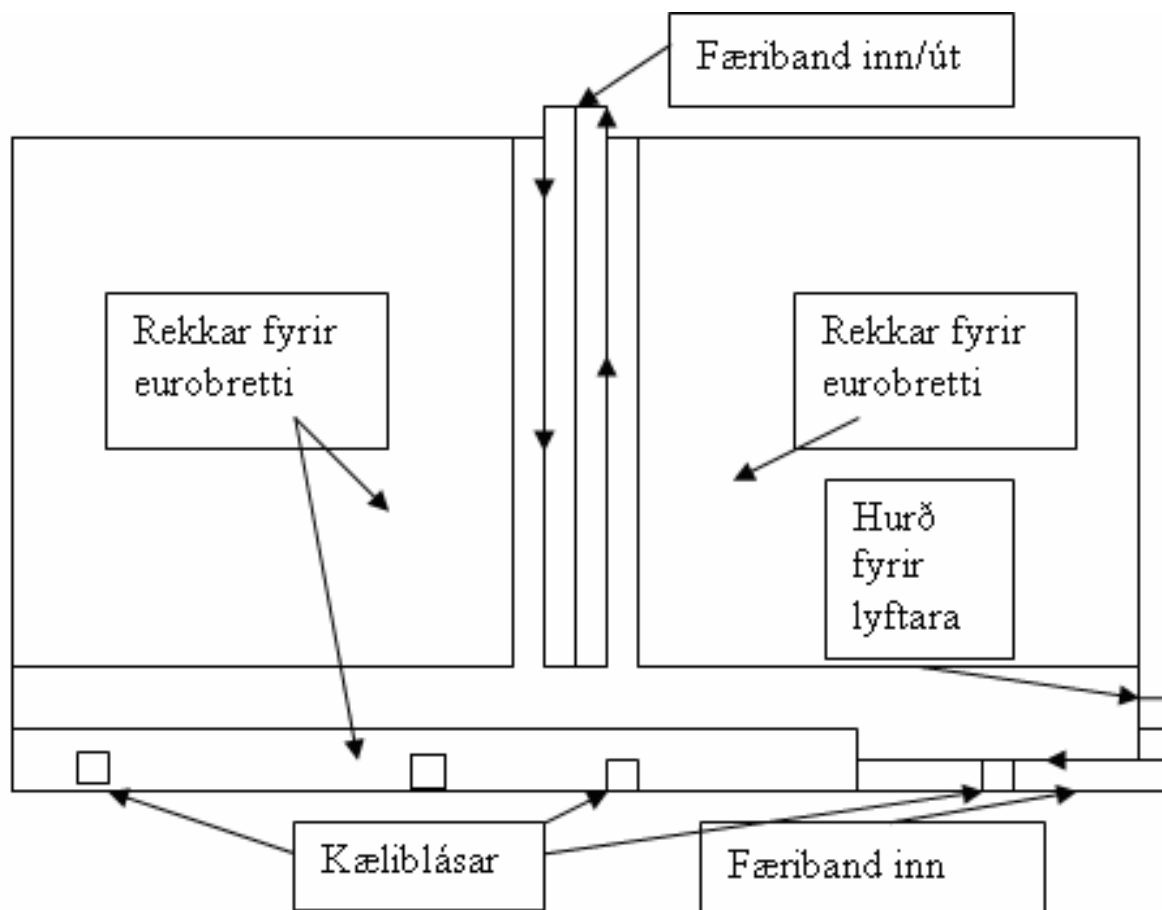 Færiband inn/út
Rekkar fyrir
eurobretti
Rekkar fyrir
eurobretti
Hurð
fyrir
lyftara
Kæliblásar
Færiband inn